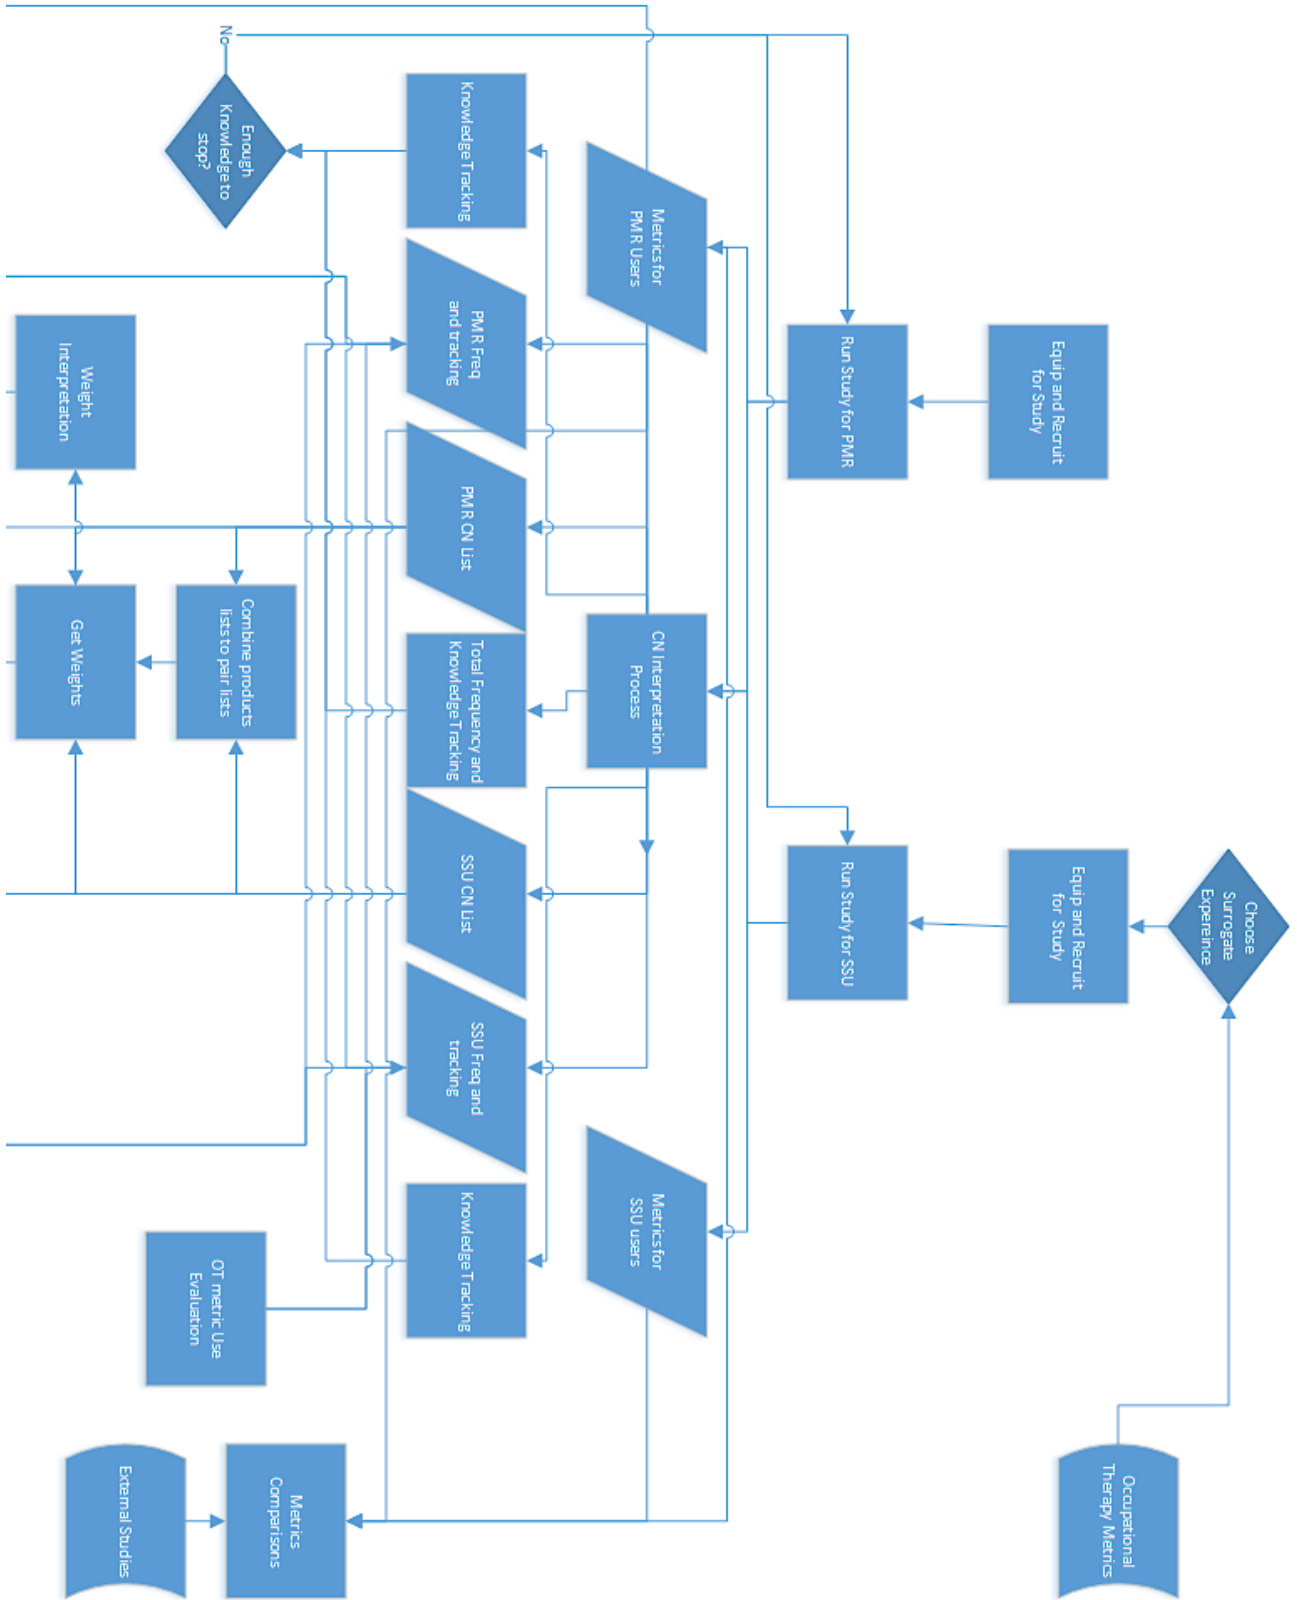 Occupational
Therapy Metrics
Choose
Surrogate
Expereince
Equip and Recruit
for Study
Equip and Recruit
for Study
Run Study for PMR
Run Study for SSU
Metrics for
PMR Users
CN Interpretation
Process
Metrics for
SSU users
Knowledge Tracking
PMR Freq
and tracking
PMR CN List
Total Frequency and
Knowledge Tracking
SSU CN List
SSU Freq and
tracking
Knowledge Tracking
No
Enough
Knowledge to
stop?
Combine products
lists to pair lists
OT metric Use
Evaluation
Metrics
Comparisons
Weight
Interpretation
Get Weights
External Studies